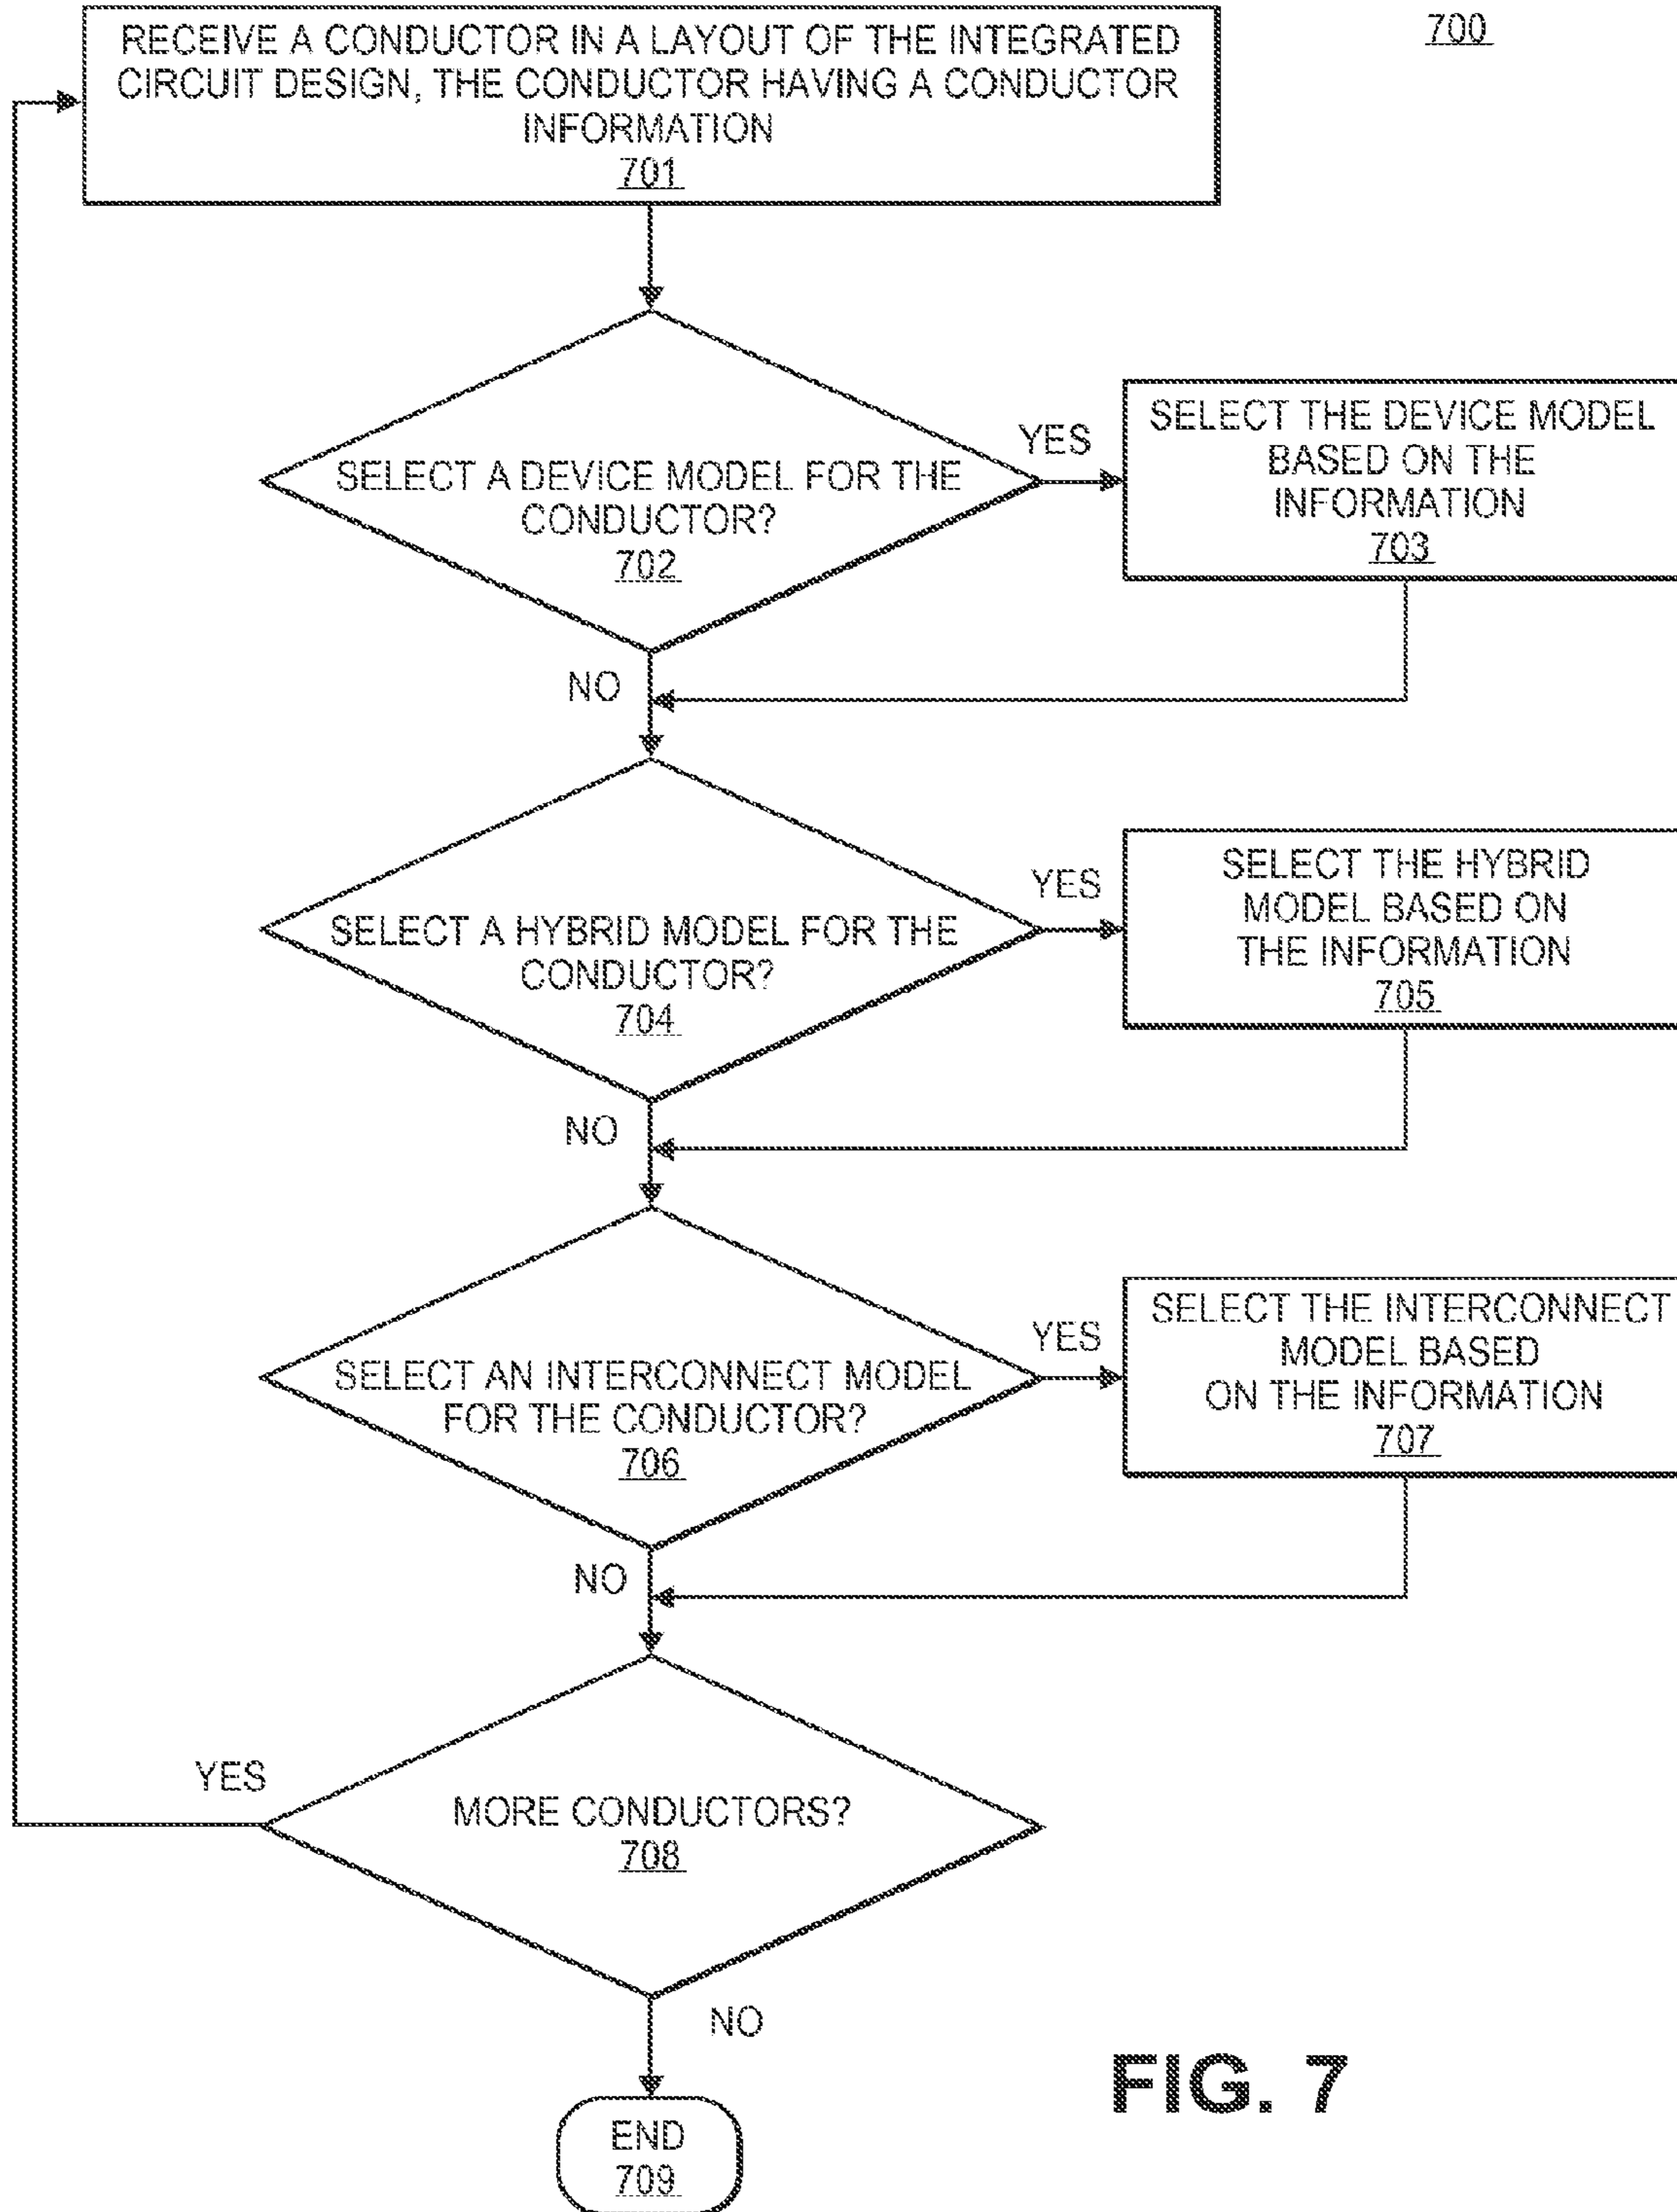 700
RECEIVE A CONDUCTOR IN A LAYOUT OF THE INTEGRATED
CIRCUIT DESIGN, THE CONDUCTOR HAVING A CONDUCTOR
INFORMATION
701
SELECT A DEVICE MODEL FOR THE
CONDUCTOR?
702
YES
SELECT THE DEVICE MODEL
BASED ON THE
INFORMATION
703
NO
SELECT A HYBRID MODEL FOR THE
CONDUCTOR?
704
YES
SELECT THE HYBRID
MODEL BASED ON
THE INFORMATION
705
NO
SELECT AN INTERCONNECT MODEL
FOR THE CONDUCTOR?
706
YES
SELECT THE INTERCONNECT
MODEL BASED
ON THE INFORMATION
707
NO
YES
MORE CONDUCTORS?
708
NO
END
709
FIG. 7